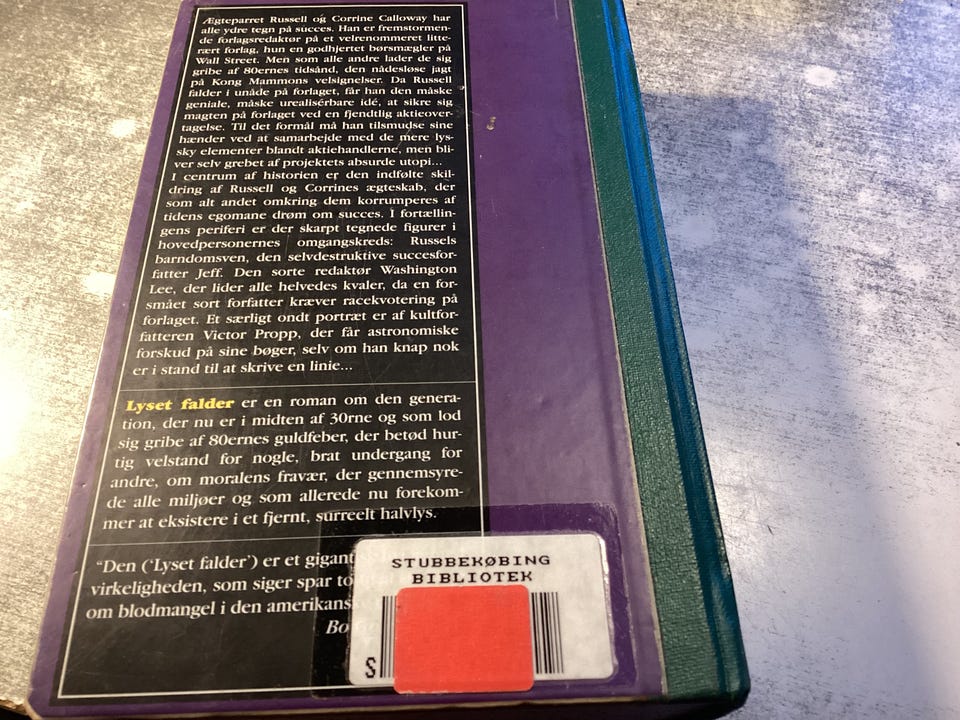 Ægteparret Russell og Corrine Calloway har
alle ydre tegn på succes. Han er fremstormen-
de forlagsredaktør på et velrenommeret litte-
rært forlag, hun en godhjertet børsmægler på
Wall Street. Men som alle andre lader de sig
gribe af 80ernes tidsånd, den nådesløse jagt
på Kong Mammons velsignelser. Da Russell
falder i unåde på forlaget, får han den måske
geniale, måske urealisérbare idé, at sikre sig
magten på forlaget ved en fjendtlig aktieover-
tagelse. Til det formål må han tilsmudse sine
hænder ved at samarbejde med de mere lys-
sky elementer blandt aktiehandlerne, men bli-
ver selv grebet af projektets absurde utopi...
I centrum af historien er den indfølte skil-
dring af Russell og Corrines ægteskab, der
som alt andet omkring dem korrumperes af
tidens egomane drøm om succes. I fortællin-
gens periferi er der skarpt tegnede figurer i
hovedpersonernes omgangskreds: Russels
barndomsven, den selvdestruktive succesfor-
fatter Jeff. Den sorte redaktør Washington
Lee, der lider alle helvedes kvaler, da en for-
smået sort forfatter kræver racekvotering på
forlaget. Et særligt ondt portræt er af kultfor-
fatteren Victor Propp, der får astronomiske
forskud på sine bøger, selv om han knap nok
er i stand til at skrive en linie...
Lyset falder er en roman om den genera-
tion, der nu er i midten af 30rne og som lod
sig gribe af 80ernes guldfeber, der betød hur-
tig velstand for nogle, brat undergang for
andre, om moralens fravær, der gennemsyre-
de alle miljøer og som allerede nu forekom-
mer at eksistere i et fjernt, surreelt halvlys.
"Den ('Lyset falder') er et gigant
virkeligheden, som siger spar to
om blodmangel i den amerikansk
Bo
STUBBEKØBING
BIBLIOTEK
S